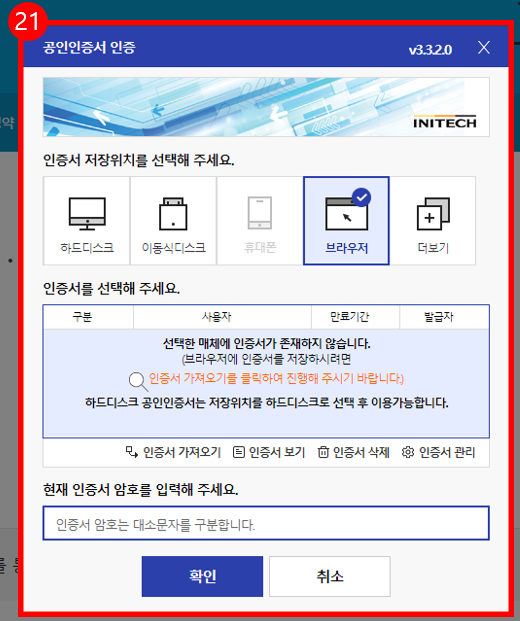 21
공인인증서 인증
v3.3.2.0
INITECH
인증서 저장위치를 선택해 주세요.
하드디스크
이동식디스크
휴대폰
브라우저
더보기
인증서를 선택해 주세요.
구분 사용자 만료기간 발급자
선택한 매체에 인증서가 존재하지 않습니다.
(브라우저에 인증서를 저장하시려면
인증서 가져오기를 클릭하여 진행해 주시기 바랍니다.)
하드디스크 공인인증서는 저장위치를 하드디스크로 선택 후 이용가능합니다.
인증서 가져오기 인증서 보기 인증서 삭제 인증서 관리
현재 인증서 암호를 입력해 주세요.
인증서 암호는 대소문자를 구분합니다.
확인 취소